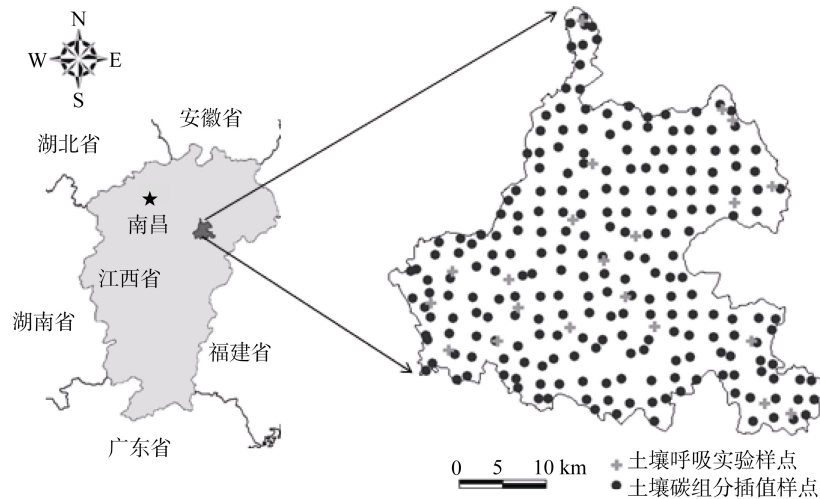 N
W E
S
安徽省
湖北省
南昌
江西省
湖南省
福建省
广东省
0 5 10 km
土壤呼吸实验样点
土壤碳组分插值样点